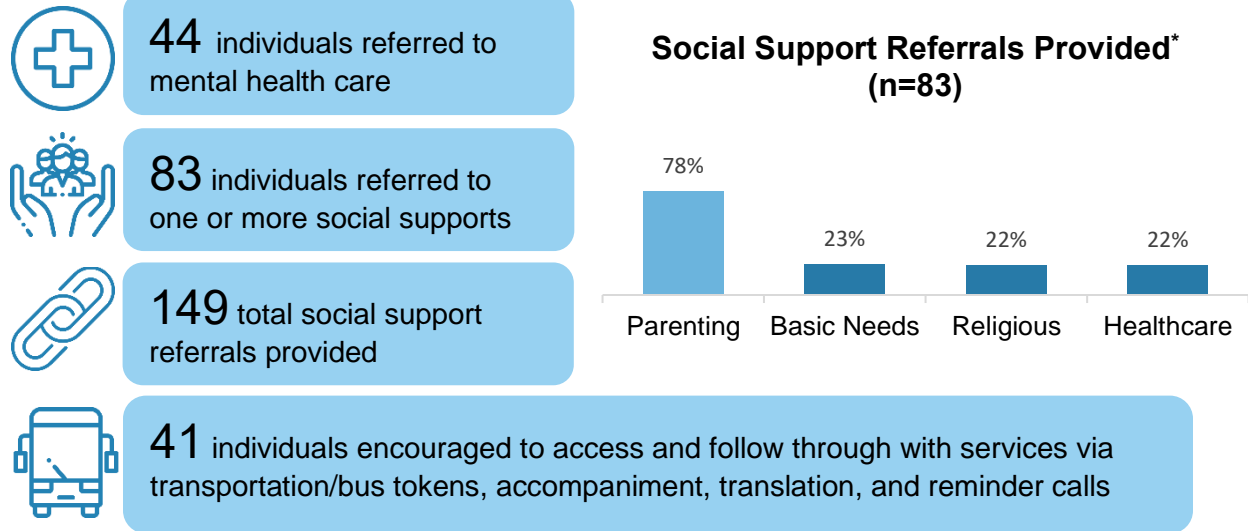 44 individuals referred to
mental health care
83 individuals referred to
one or more social supports
149 total social support
referrals provided
Social Support Referrals Provided*
(n=83)
78%
23%
22%
22%
Parenting
Basic Needs
Religious
Healthcare
41 individuals encouraged to access and follow through with services via
transportation/bus tokens, accompaniment, translation, and reminder calls